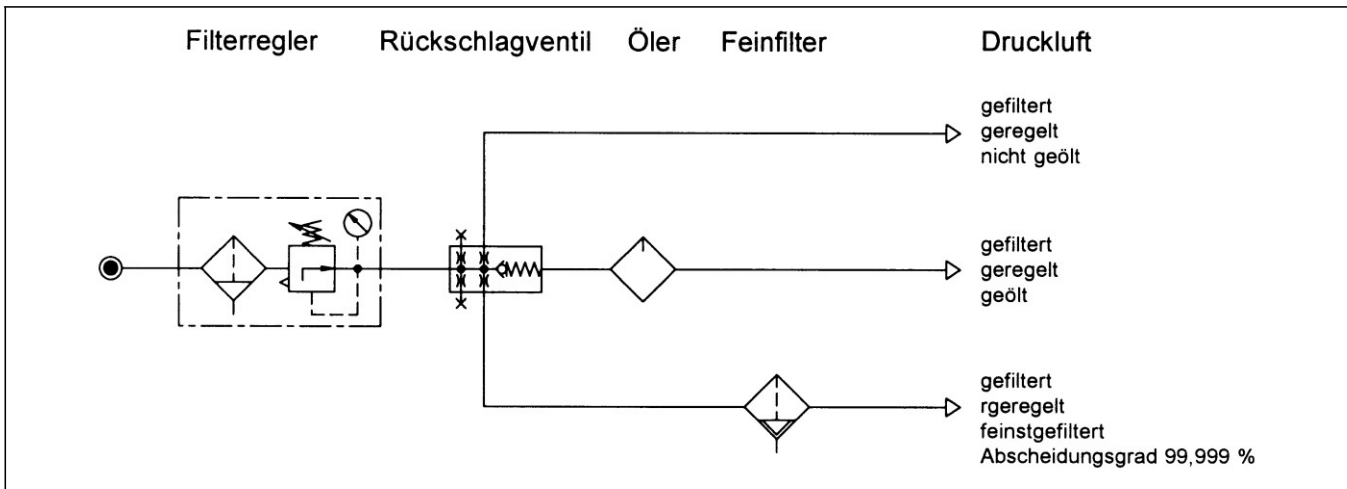 Filterregler Rückschlagventil Öler Feinfilter Druckluft
gefiltert
geregelt
nicht geölt
gefiltert
geregelt
geölt
gefiltert
rgeregelt
feinstgefiltert
Abscheidungsgrad 99,999 %